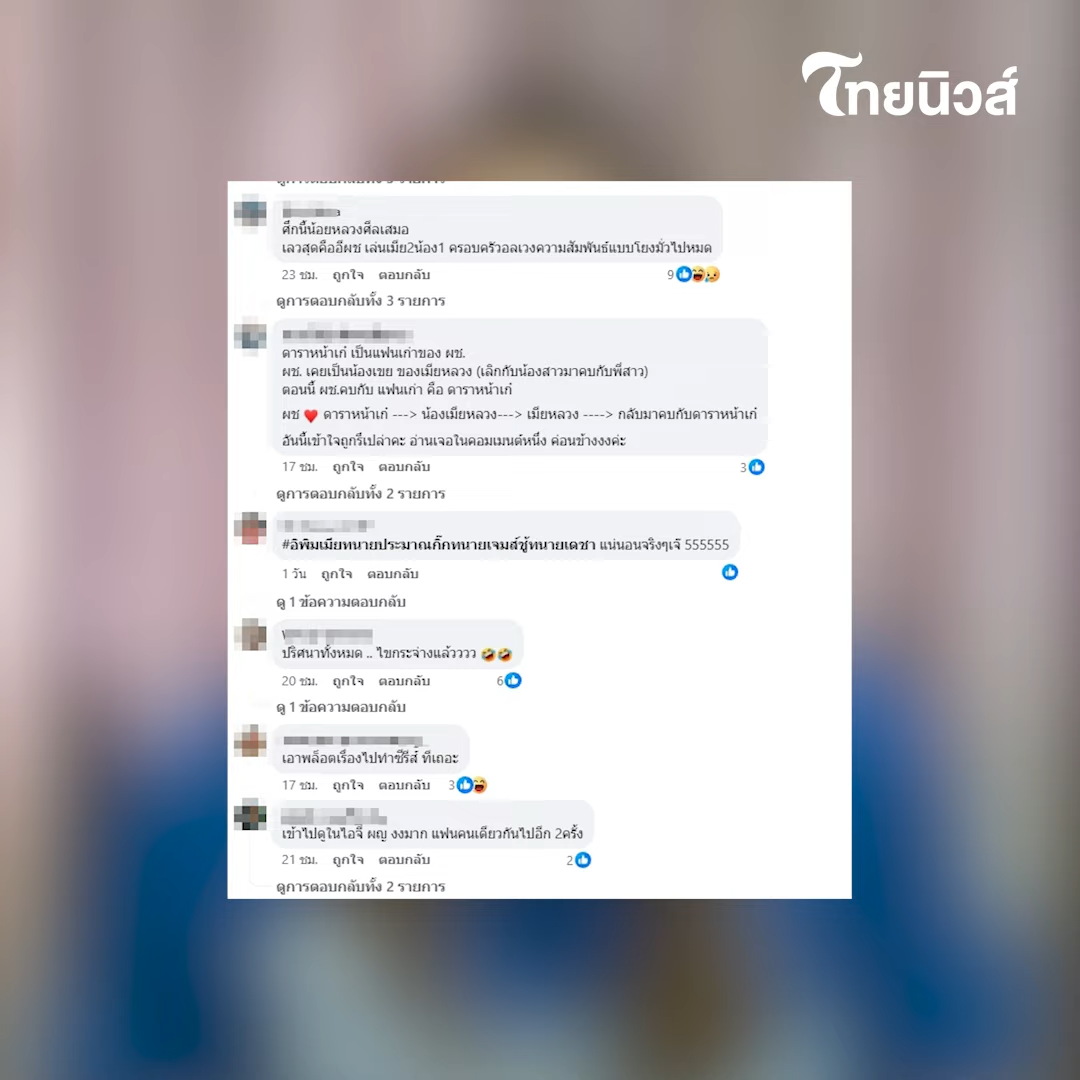 ไทยนิวส์
ศึกนี้น้อยหลวงศีลเสมอ
เลวสุดคืออีผช เล่นเมีย2น้อง1 ครอบครัวอลเวงความสัมพันธ์แบบโยงมั่วไปหมด
23 ชม. ถูกใจ ตอบกลับ 9
ดูการตอบกลับทั้ง 3 รายการ
ดาราหน้าเก๋ เป็นแฟนเก่าของ ผช.
ผช. เคยเป็นน้องเขย ของเมียหลวง (เลิกกับน้องสาวมาคบกับพี่สาว)
ตอนนี้ ผช.คบกับ แฟนเก่า คือ ดาราหน้าเก๋
ผช ❤️ ดาราหน้าเก๋ ---> น้องเมียหลวง---> เมียหลวง ----> กลับมาคบกับดาราหน้าเก๋
อันนี้เข้าใจถูกรึเปล่าคะ อ่านเจอในคอมเมนต์หนึ่ง ค่อนข้างงงค่ะ
17 ชม. ถูกใจ ตอบกลับ 3
ดูการตอบกลับทั้ง 2 รายการ
#อิพิมเมียทนายประมาณกิ๊กทนายเจมส์ชู้ทนายเดชา แน่นอนจริงๆเจ๊ 555555
1 วัน ถูกใจ ตอบกลับ
ดู 1 ข้อความตอบกลับ
ปริศนาทั้งหมด .. ไขกระจ่างแล้วววว 🤣🤣
20 ชม. ถูกใจ ตอบกลับ 6
ดู 1 ข้อความตอบกลับ
เอาพล็อตเรื่องไปทำซีรีส์ ทีเถอะ
17 ชม. ถูกใจ ตอบกลับ 3
เข้าไปดูในไอจี ผญ งงมาก แฟนคนเดียวกันไปอีก 2ครั้ง
21 ชม. ถูกใจ ตอบกลับ 2
ดูการตอบกลับทั้ง 2 รายการ